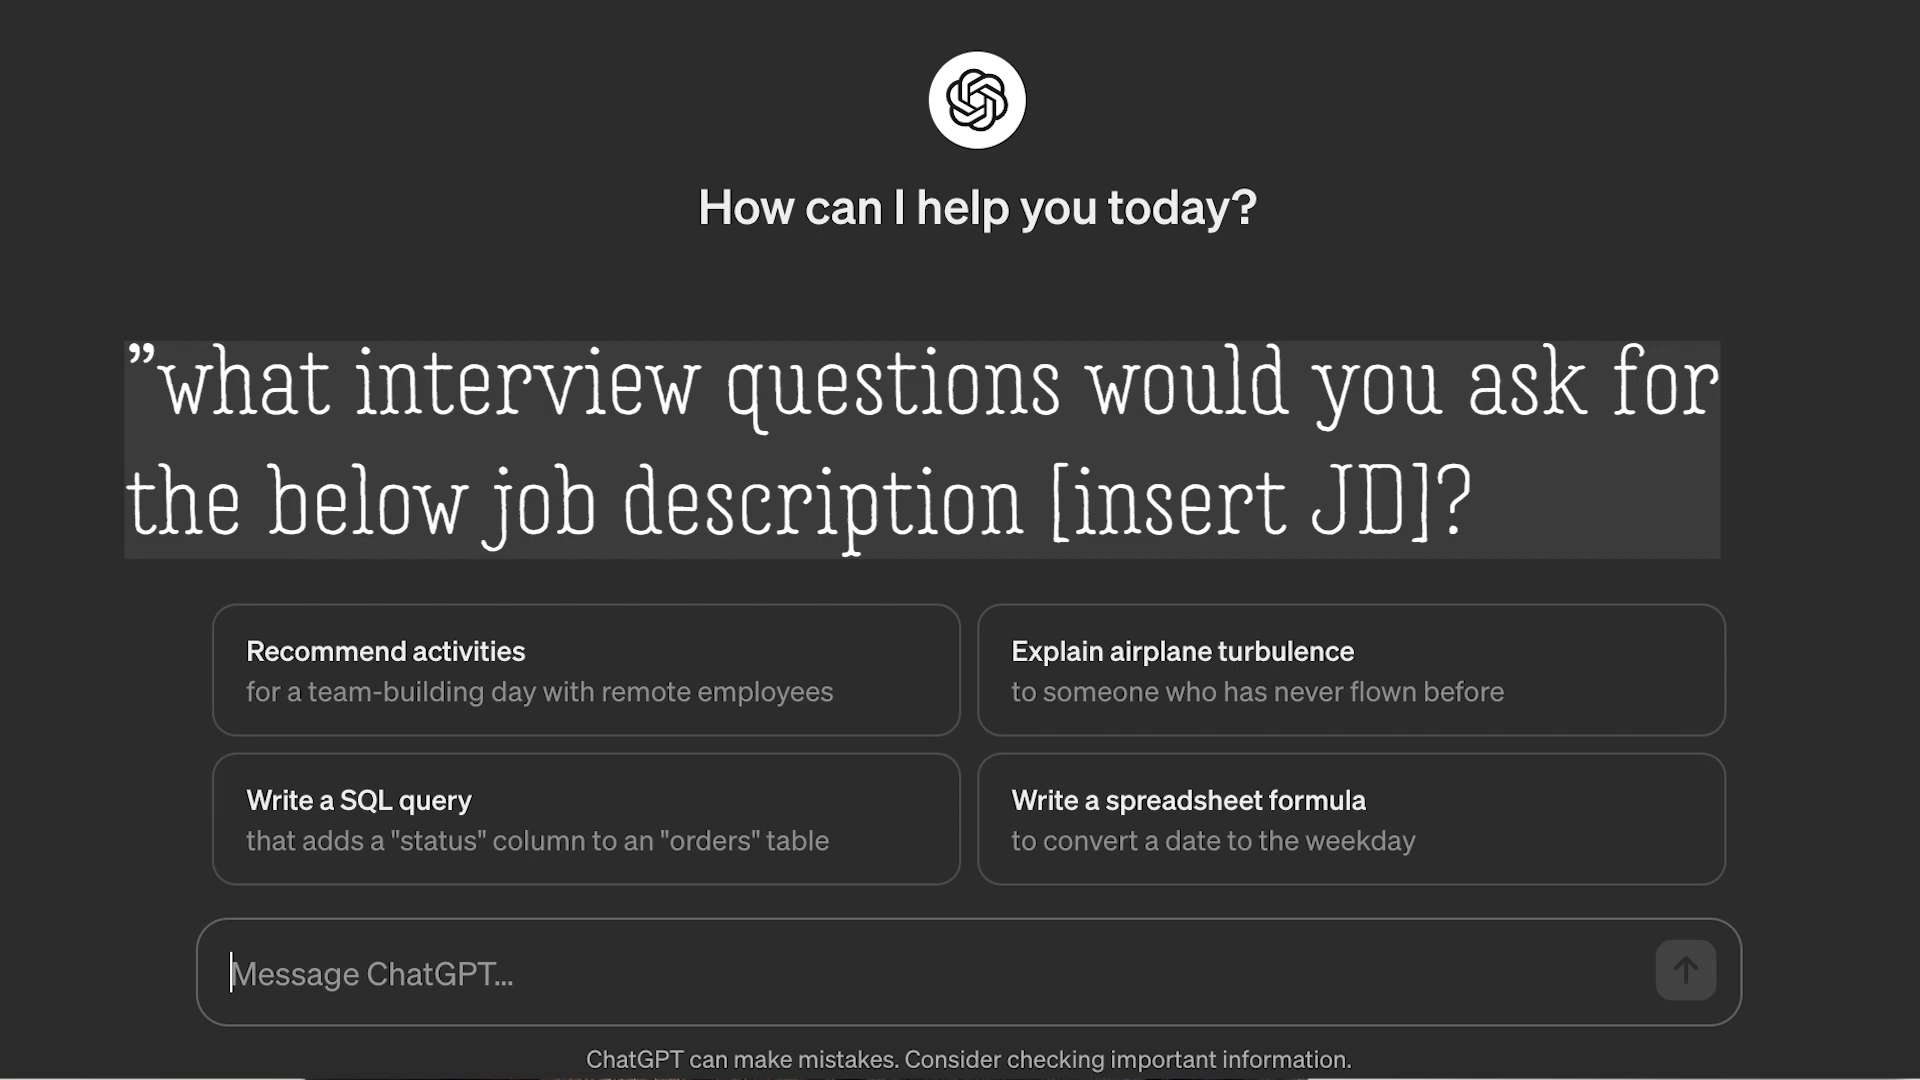 How can I help you today?
”what interview questions would you ask for
the below job description [insert JD]?
Recommend activities
for a team-building day with remote employees
Explain airplane turbulence
to someone who has never flown before
Write a SQL query
that adds a "status" column to an "orders" table
Write a spreadsheet formula
to convert a date to the weekday
Message ChatGPT...
ChatGPT can make mistakes. Consider checking important information.